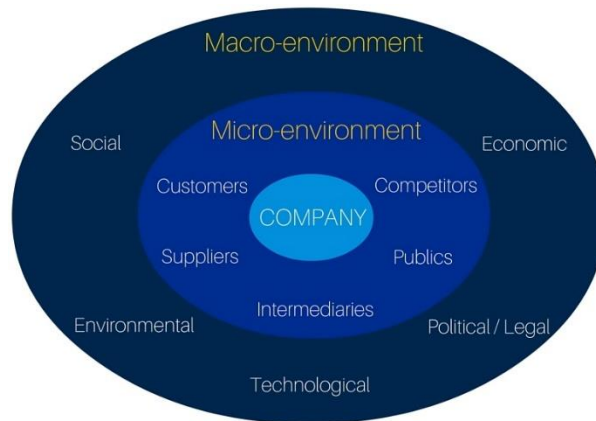 Macro-environment
Micro-environment
Social
Economic
Customers
Competitors
COMPANY
Suppliers
Publics
Intermediaries
Environmental
Political / Legal
Technological